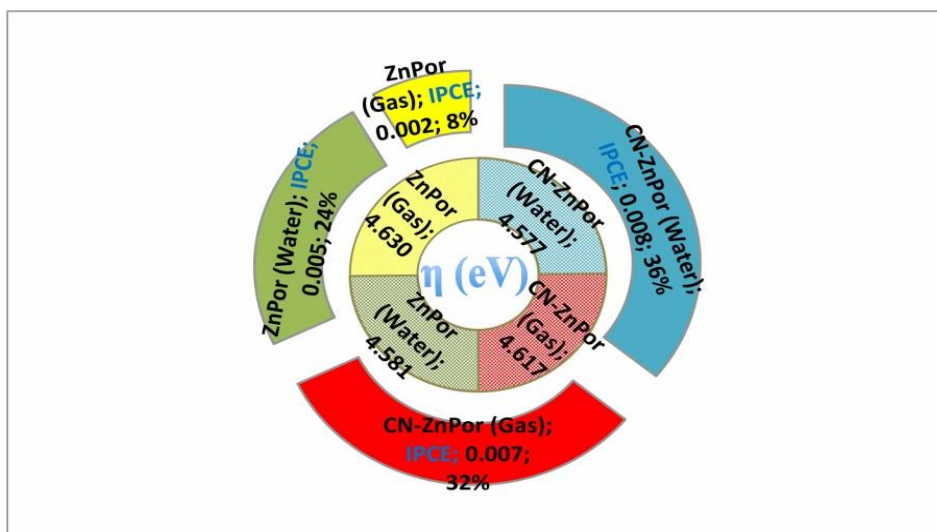 ZnPor
(Gas); IPCE;
0.002; 8%
CN-ZnPor (Water);
IPCE; 0.008; 36%
ZnPor (Water); IPCE;
0.005; 24%
ZnPor
(Gas);
4.630
CN-ZnPor
(Water);
4.577
η (eV)
ZnPor
(Water);
4.581
CN-ZnPor
(Gas);
4.617
CN-ZnPor (Gas);
IPCE; 0.007;
32%